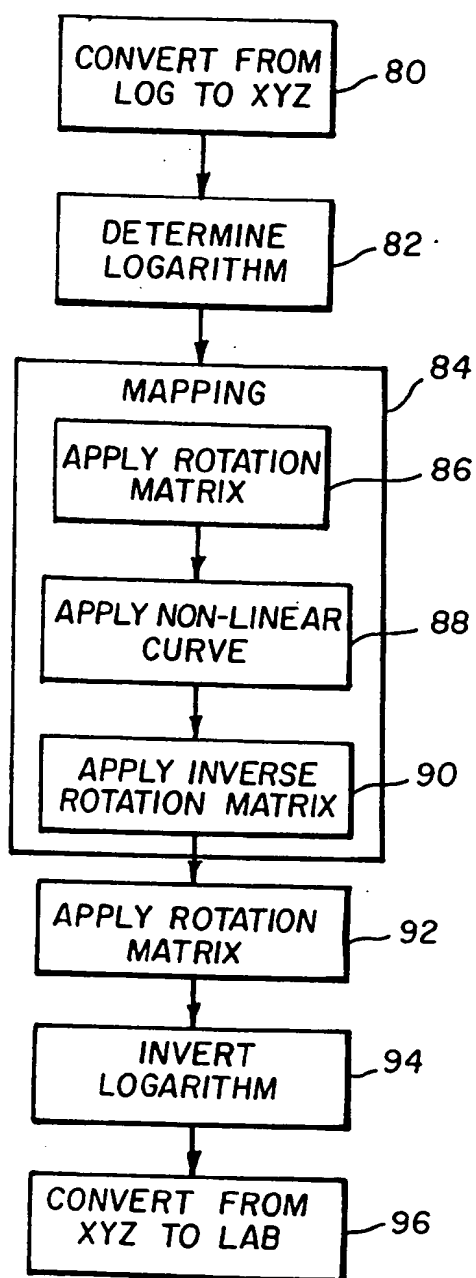 CONVERT FROM
LOG TO XYZ
80
DETERMINE
LOGARITHM
82
84
MAPPING
APPLY ROTATION
MATRIX
86
APPLY NON-LINEAR
CURVE
88
APPLY INVERSE
ROTATION MATRIX
90
APPLY ROTATION
MATRIX
92
INVERT
LOGARITHM
94
CONVERT FROM
XYZ TO LAB
96